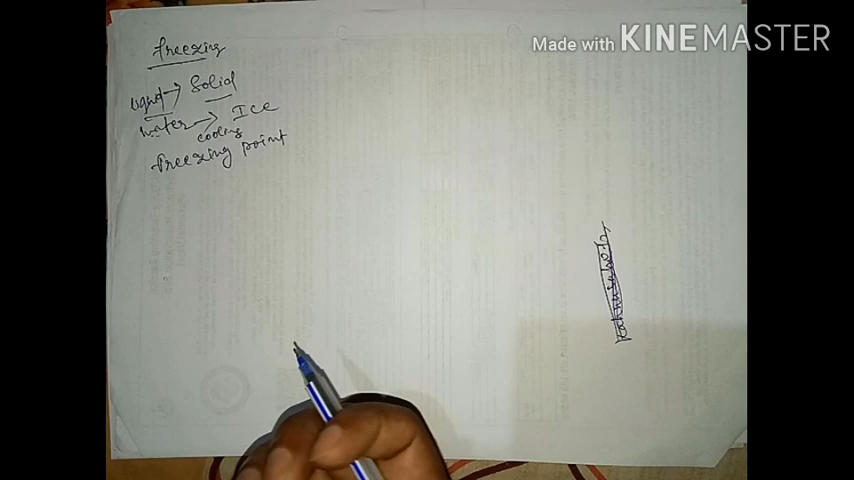 Made with KINEMASTER
freezing
liquid → Solid
water → Ice
cooling
freezing point